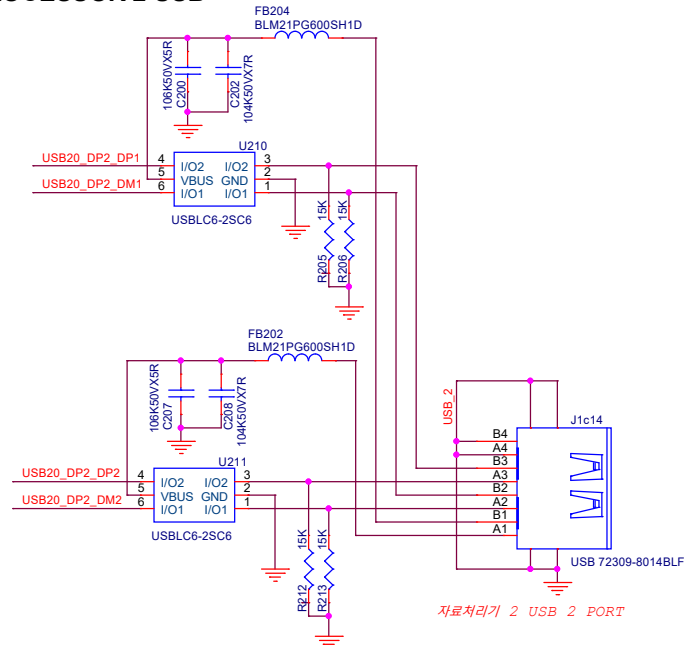 FB204
BLM21PG600SH1D
106K50VX5R
C200
104K50VX7R
C202
U210
USB20_DP2_DP1
4
I/O2
I/O2
3
5
VBUS
GND
2
USB20_DP2_DM1
6
I/O1
I/O1
1
USBLC6-2SC6
15K
R205
15K
R206
FB202
BLM21PG600SH1D
106K50VX5R
C207
104K50VX7R
C208
U211
USB20_DP2_DP2
4
I/O2
I/O2
3
5
VBUS
GND
2
USB20_DP2_DM2
6
I/O1
I/O1
1
USBLC6-2SC6
15K
R212
15K
R213
USB_2
J1c14
B4
A4
B3
A3
B2
A2
B1
A1
USB 72309-8014BLF
자료처리기 2 USB 2 PORT